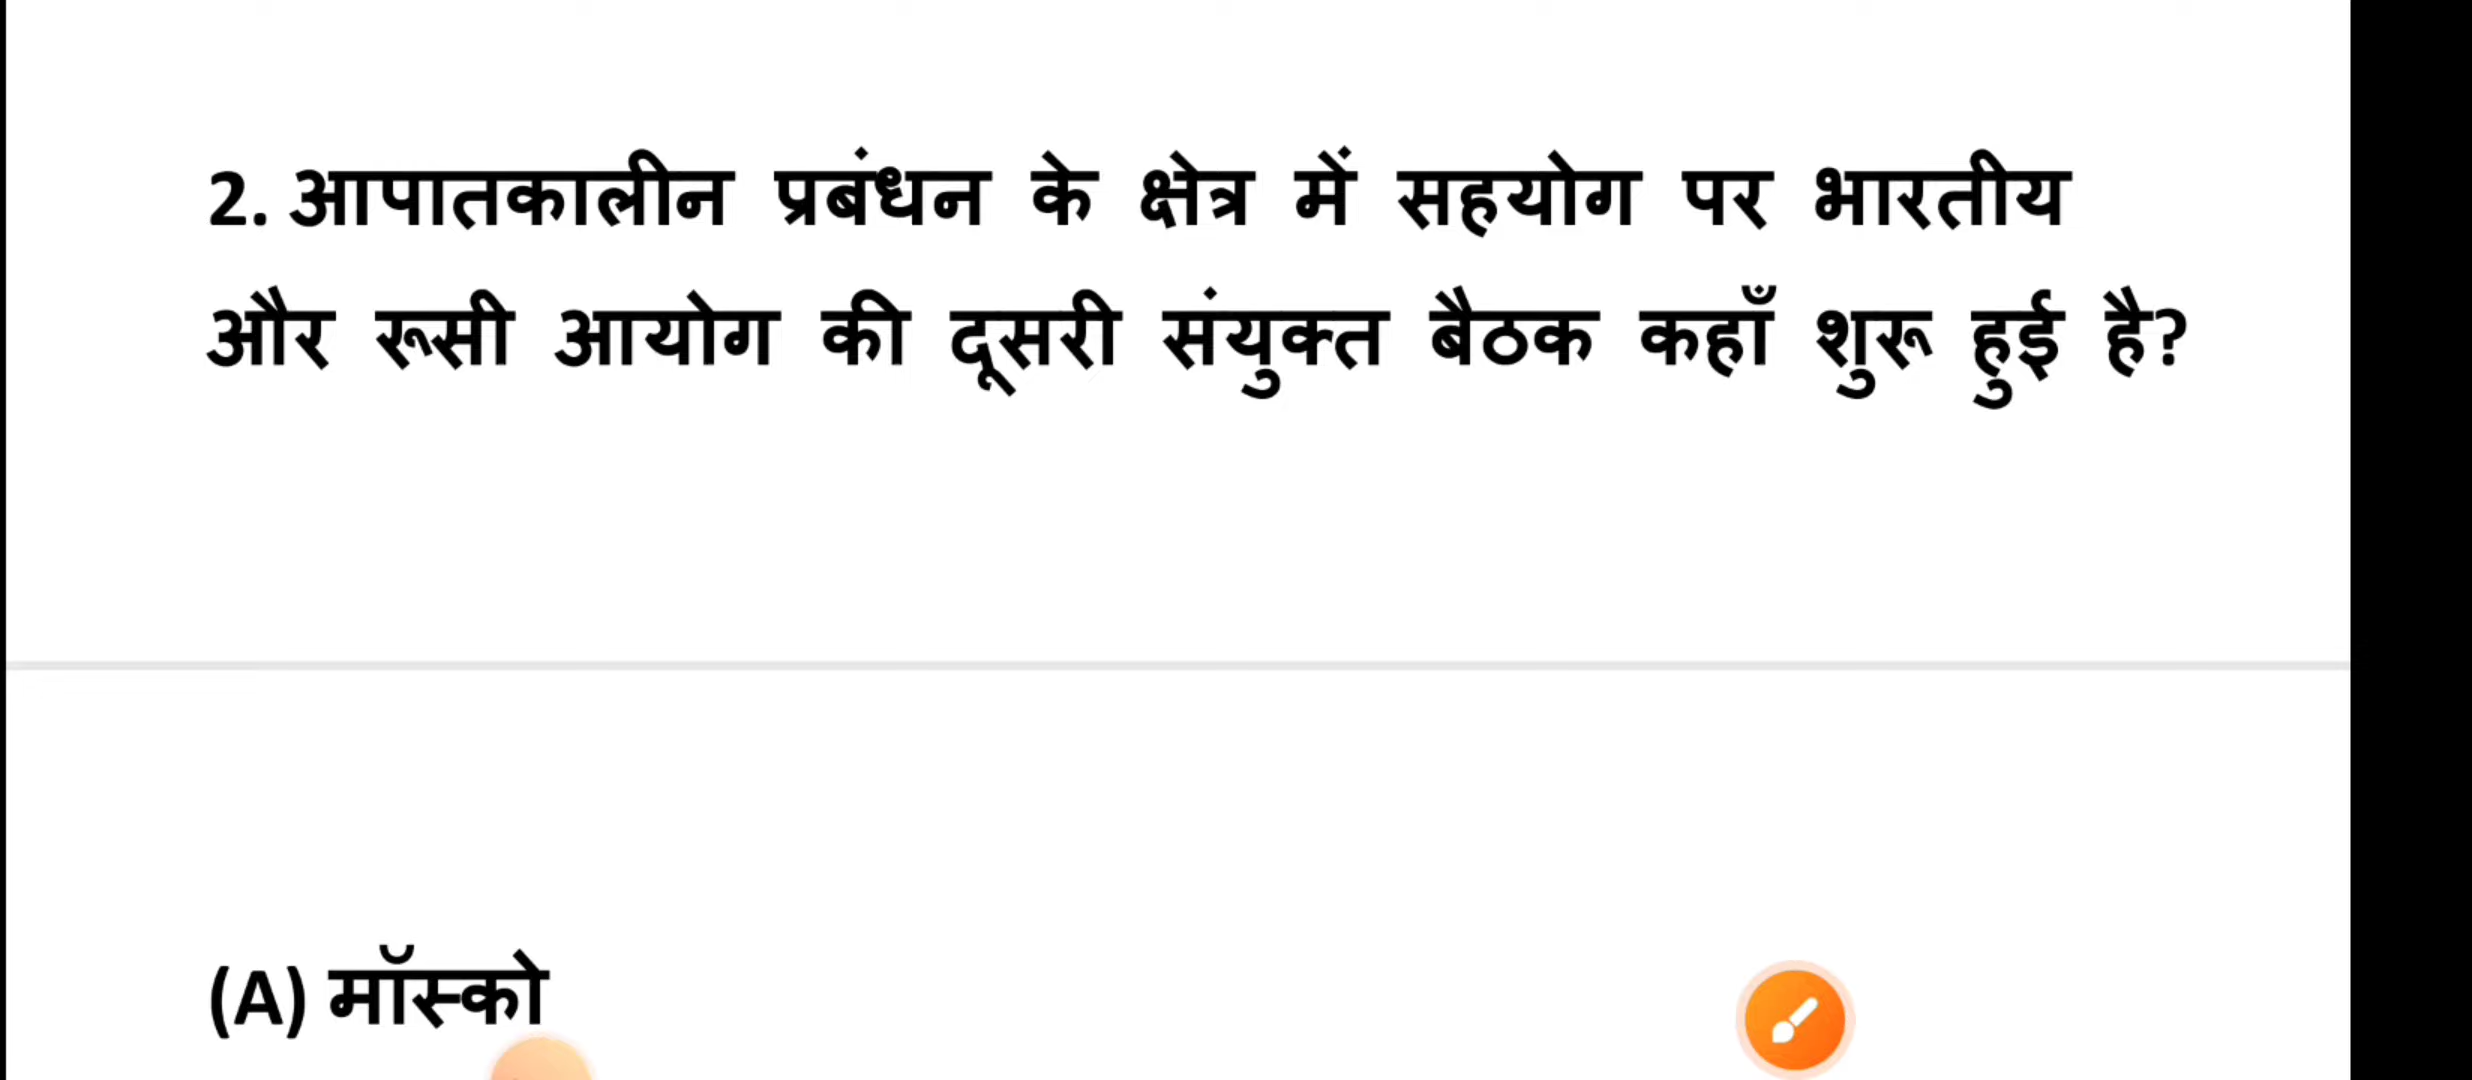 2. आपातकालीन प्रबंधन के क्षेत्र में सहयोग पर भारतीय
और रूसी आयोग की दूसरी संयुक्त बैठक कहाँ शुरू हुई है?
(A) मॉस्को